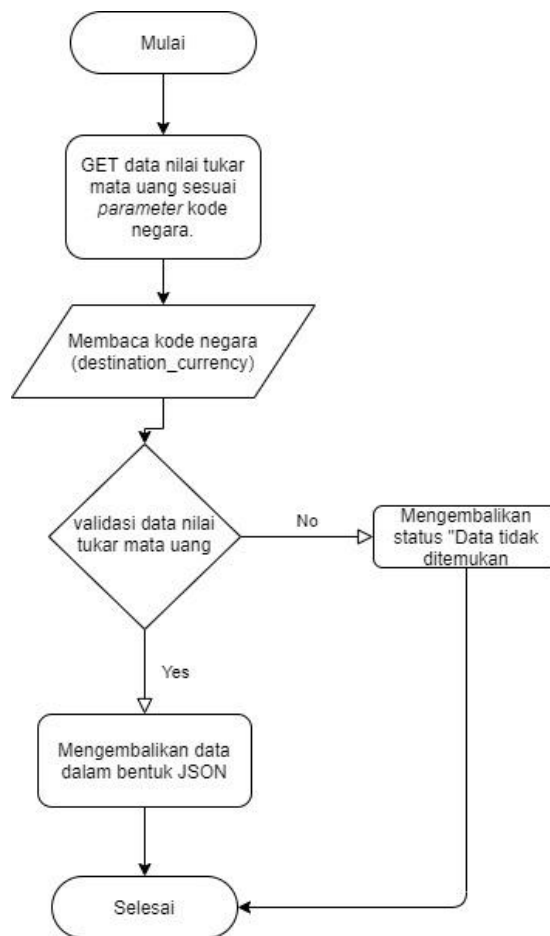 Mulai
GET data nilai tukar
mata uang sesuai
parameter kode
negara.
Membaca kode negara
(destination_currency)
validasi data nilai
tukar mata uang
No
Mengembalikan
status "Data tidak
ditemukan
Yes
Mengembalikan data
dalam bentuk JSON
Selesai